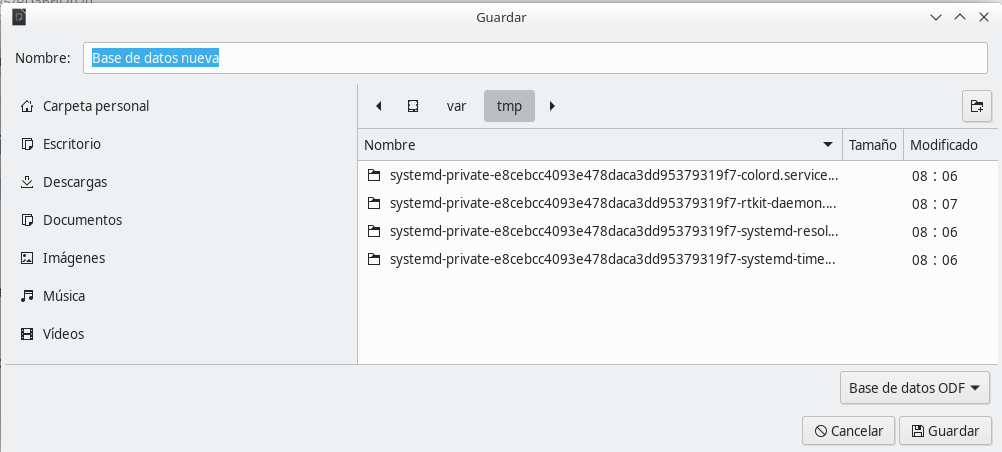 Guardar
Nombre: Base de datos nueva
Carpeta personal
Escritorio
Descargas
Documentos
Imágenes
Música
Vídeos
var tmp
Nombre Tamaño Modificado
systemd-private-e8cebcc4093e478daca3dd95379319f7-colord.service... 08 : 06
systemd-private-e8cebcc4093e478daca3dd95379319f7-rtkit-daemon.... 08 : 07
systemd-private-e8cebcc4093e478daca3dd95379319f7-systemd-resol... 08 : 06
systemd-private-e8cebcc4093e478daca3dd95379319f7-systemd-time... 08 : 06
Base de datos ODF
Cancelar Guardar